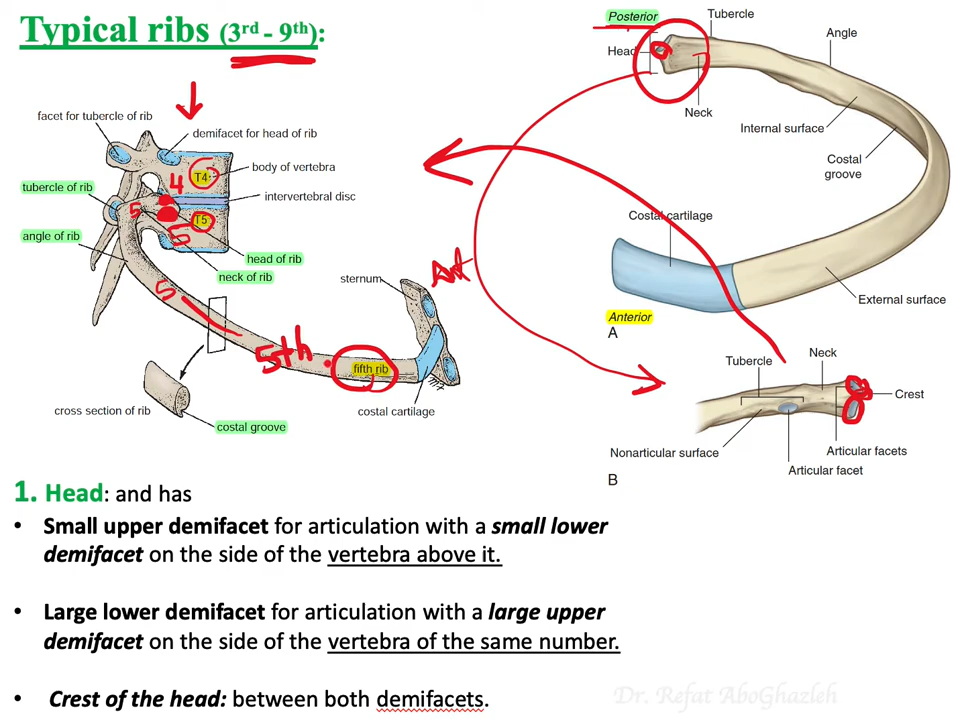 Typical ribs (3rd - 9th):
facet for tubercle of rib
demifacet for head of rib
body of vertebra
T4
4
intervertebral disc
tubercle of rib
5
T5
5
angle of rib
head of rib
neck of rib
5
sternum
Art
5th
fifth rib
cross section of rib
costal groove
costal cartilage
Posterior
Tubercle
Head
Angle
Neck
Internal surface
Costal
groove
Costal cartilage
External surface
Anterior
A
Tubercle
Neck
Crest
Nonarticular surface
Articular facets
Articular facet
B
1. Head: and has
• Small upper demifacet for articulation with a small lower
demifacet on the side of the vertebra above it.
• Large lower demifacet for articulation with a large upper
demifacet on the side of the vertebra of the same number.
• Crest of the head: between both demifacets.
Dr. Refat AboGhazleh